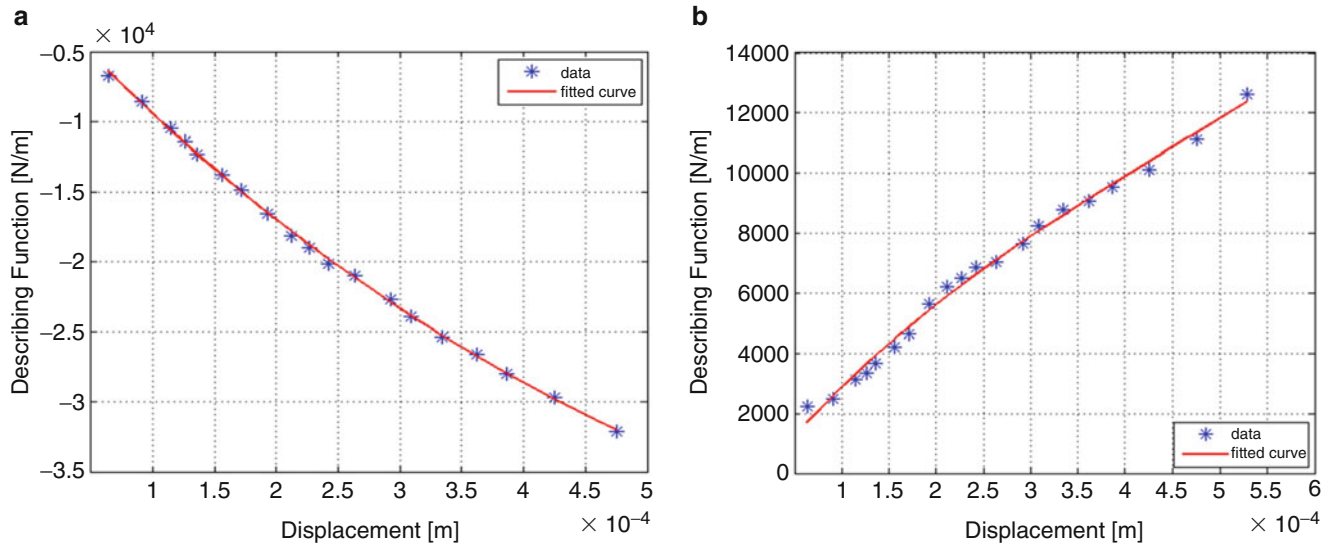 a
× 10⁻⁴
−0.5
−1
−1.5
−2
−2.5
−3
−3.5
Describing Function [N/m]
data
fitted curve
1 1.5 2 2.5 3 3.5 4 4.5 5
Displacement [m]
× 10⁻⁴
b
14000
12000
10000
8000
6000
4000
2000
0
Describing Function [N/m]
data
fitted curve
1 1.5 2 2.5 3 3.5 4 4.5 5 5.5 6
Displacement [m]
× 10⁻⁴